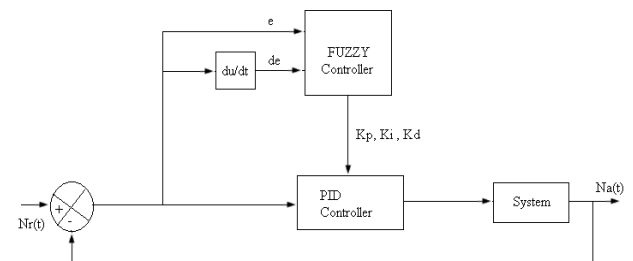 e
FUZZY
Controller
du/dt
de
Kp, Ki , Kd
PID
Controller
System
Na(t)
+
-
Nr(t)